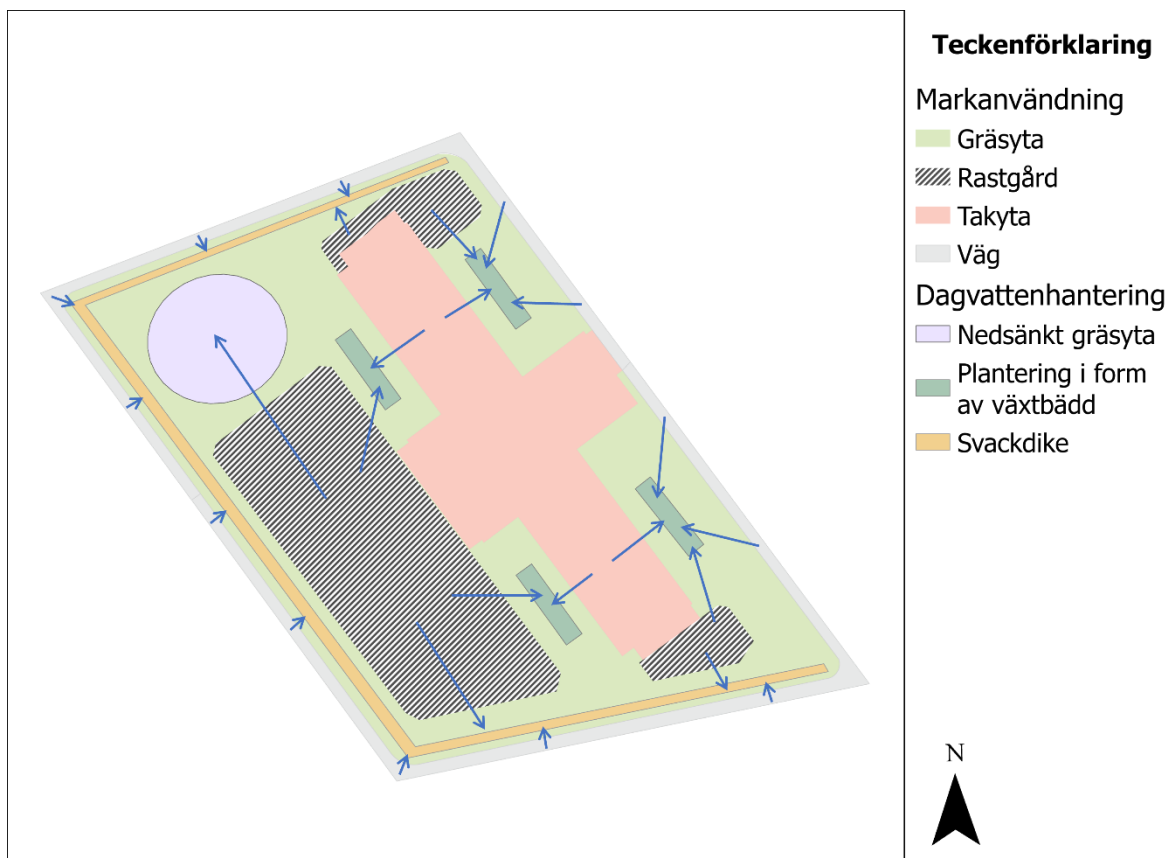 Teckenförklaring
Markanvändning
Gräsyta
Rastgård
Takyta
Väg
Dagvattenhantering
Nedsänkt gräsyta
Plantering i form
av växtbädd
Svackdike
N